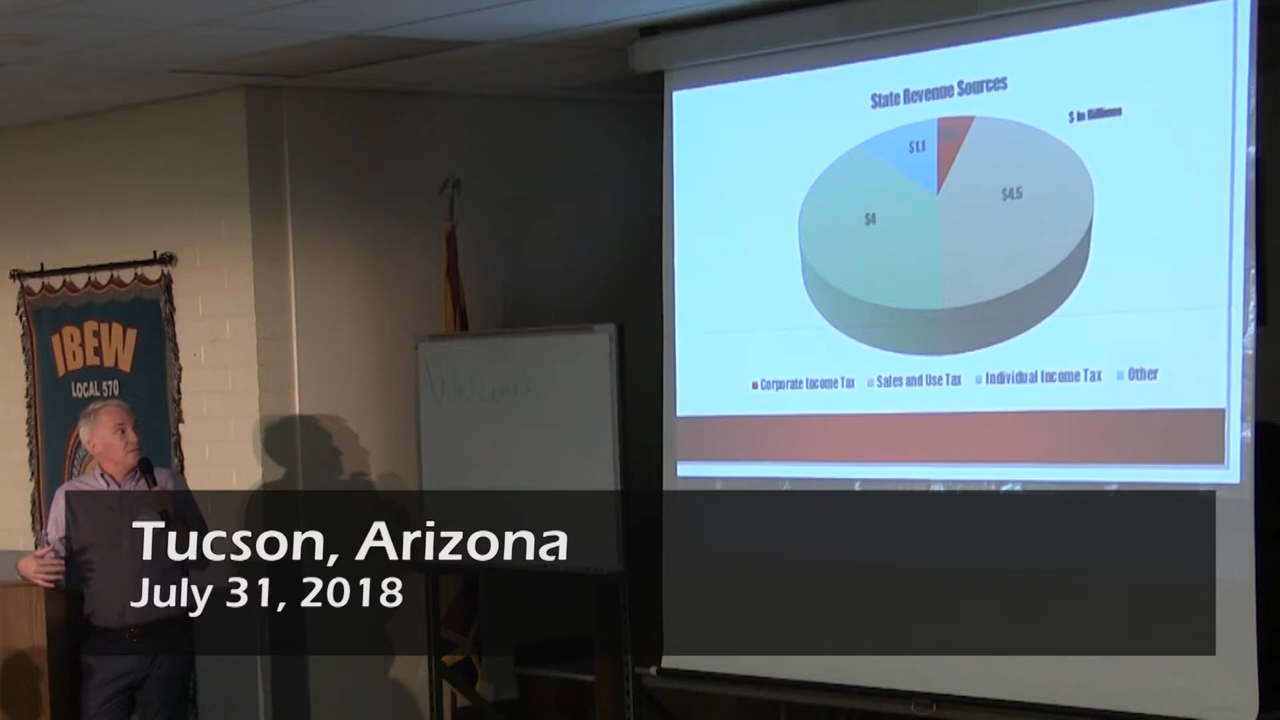 State Revenue Sources
$ In Billions
$1.1
$4.5
$4
Corporate Income Tax Sales and Use Tax Individual Income Tax Other
IBEW
LOCAL 570
Welcome!
Tucson, Arizona
July 31, 2018